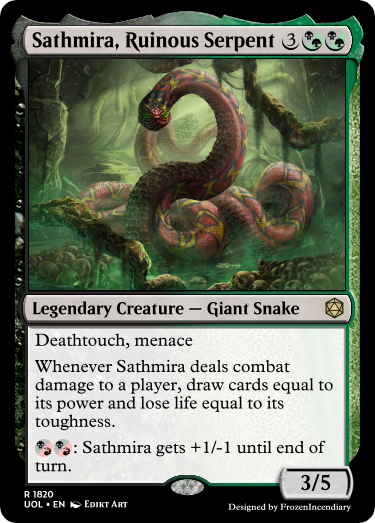 Sathmira, Ruinous Serpent 3
Legendary Creature — Giant Snake
Deathtouch, menace
Whenever Sathmira deals combat
damage to a player, draw cards equal to
its power and lose life equal to its
toughness.
: Sathmira gets +1/-1 until end of
turn.
3/5
R 1820
UOL • EN Edikt Art
Designed by FrozenIncendiary